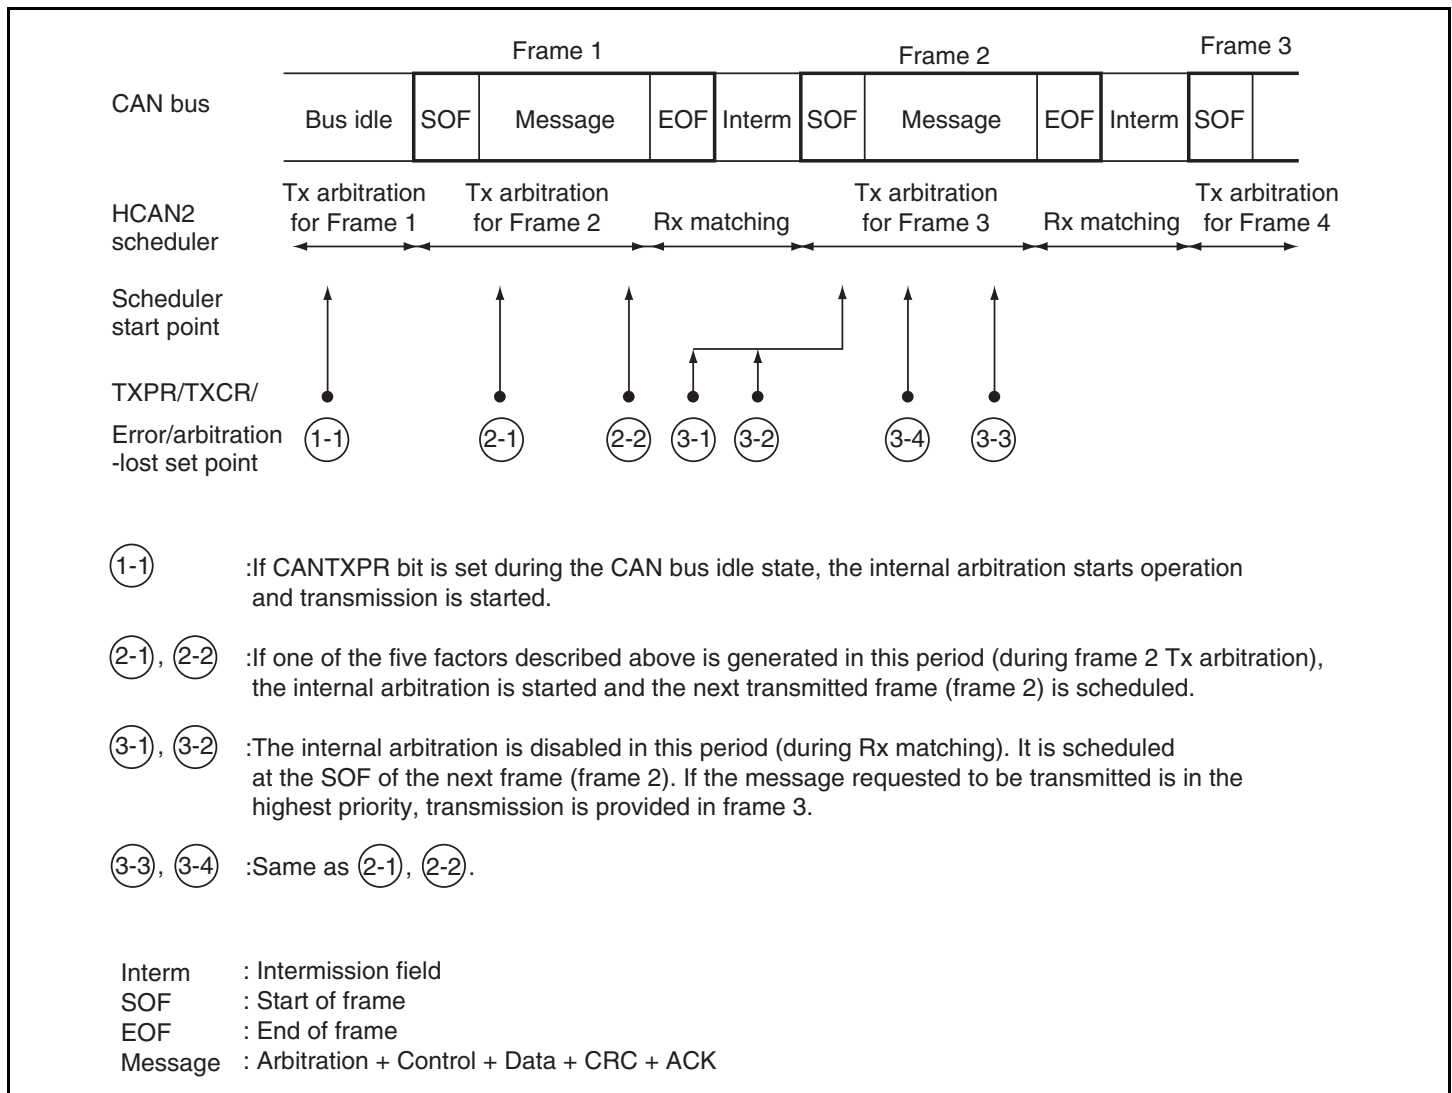 Frame 1
Frame 2
Frame 3
CAN bus
Bus idle
SOF
Message
EOF
Interm
SOF
Message
EOF
Interm
SOF
HCAN2
scheduler
Tx arbitration
for Frame 1
Tx arbitration
for Frame 2
Rx matching
Tx arbitration
for Frame 3
Rx matching
Tx arbitration
for Frame 4
Scheduler
start point
TXPR/TXCR/
Error/arbitration
-lost set point
1-1
2-1
2-2
3-1
3-2
3-4
3-3
1-1 :If CANTXPR bit is set during the CAN bus idle state, the internal arbitration starts operation
and transmission is started.
2-1, 2-2 :If one of the five factors described above is generated in this period (during frame 2 Tx arbitration),
the internal arbitration is started and the next transmitted frame (frame 2) is scheduled.
3-1, 3-2 :The internal arbitration is disabled in this period (during Rx matching). It is scheduled
at the SOF of the next frame (frame 2). If the message requested to be transmitted is in the
highest priority, transmission is provided in frame 3.
3-3, 3-4 :Same as 2-1, 2-2.
Interm : Intermission field
SOF : Start of frame
EOF : End of frame
Message : Arbitration + Control + Data + CRC + ACK